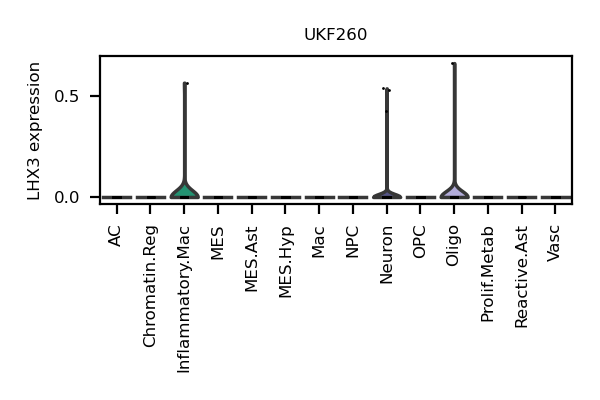 UKF260
LHX3 expression
0.5
0.0
AC
Chromatin.Reg
Inflammatory.Mac
MES
MES.Ast
MES.Hyp
Mac
NPC
Neuron
OPC
Oligo
Prolif.Metab
Reactive.Ast
Vasc